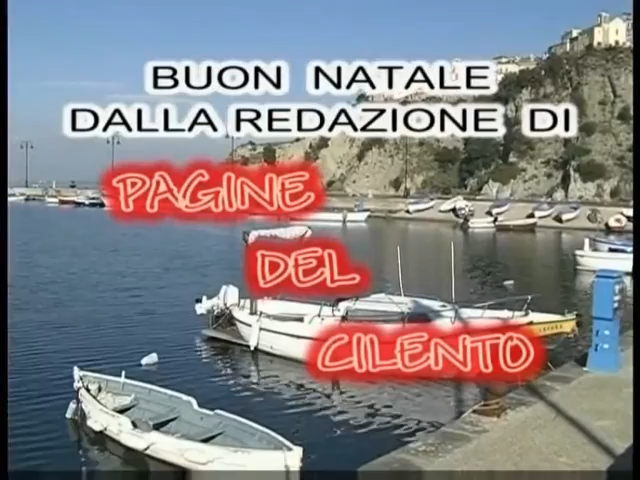 BUON NATALE
DALLA REDAZIONE DI
PAGINE
DEL
CILENTO